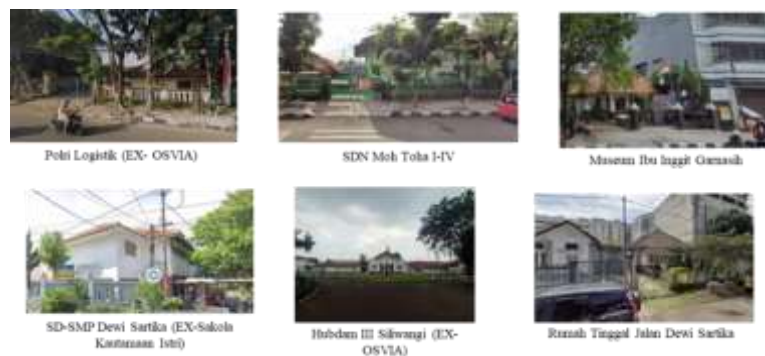 Polri Logistik (EX- OSVIA)
SDN Moh Toha I-IV
Museum Ibu Inggit Garnasih
SD-SMP Dewi Sartika (EX-Sakola
Kautamaan Istri)
Hubdam III Siliwangi (EX-
OSVIA)
Rumah Tinggal Jalan Dewi Sartika